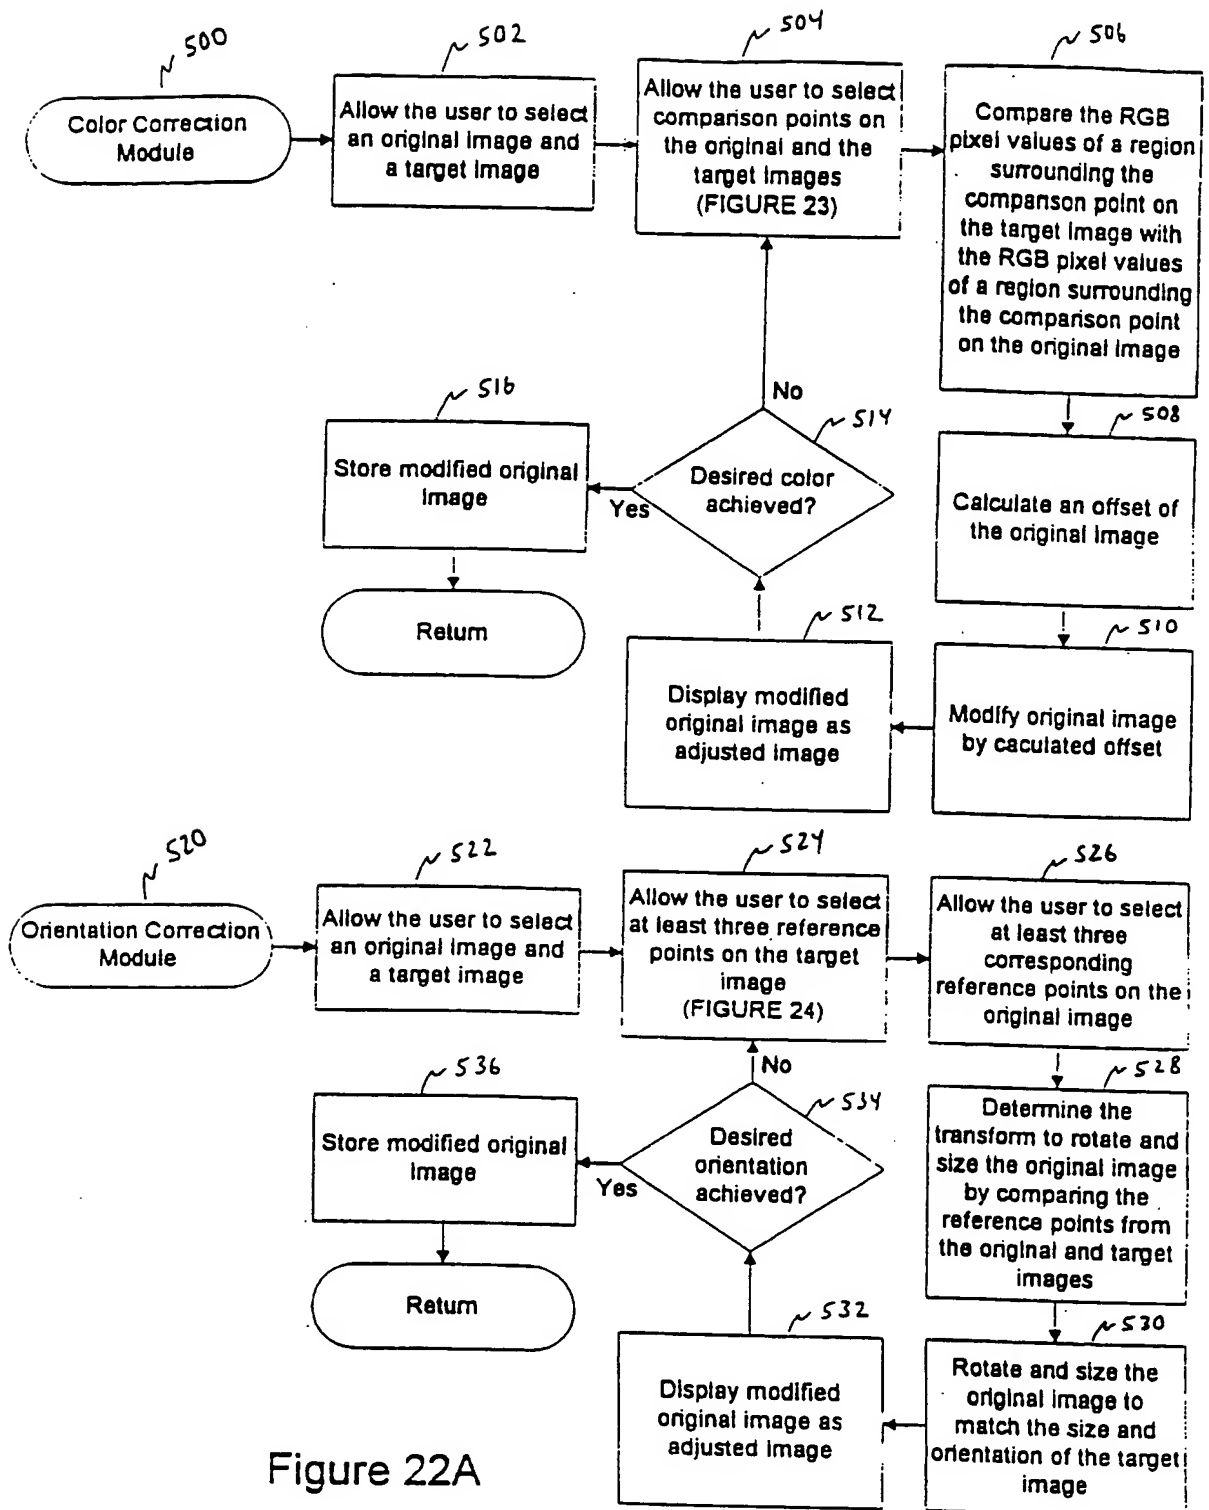 500
Color Correction
Module
502
Allow the user to select
an original image and
a target image
504
Allow the user to select
comparison points on
the original and the
target images
(FIGURE 23)
506
Compare the RGB
pixel values of a region
surrounding the
comparison point on
the target image with
the RGB pixel values
of a region surrounding
the comparison point
on the original image
508
Calculate an offset of
the original image
510
Modify original image
by caculated offset
512
Display modified
original image as
adjusted image
514
Desired color
achieved?
No
Yes
516
Store modified original
image
Return
520
Orientation Correction
Module
522
Allow the user to select
an original image and
a target image
524
Allow the user to select
at least three reference
points on the target
image
(FIGURE 24)
526
Allow the user to select
at least three
corresponding
reference points on the
original image
528
Determine the
transform to rotate and
size the original image
by comparing the
reference points from
the original and target
images
530
Rotate and size the
original image to
match the size and
orientation of the target
image
532
Display modified
original image as
adjusted image
534
Desired
orientation
achieved?
No
Yes
536
Store modified original
image
Return
Figure 22A